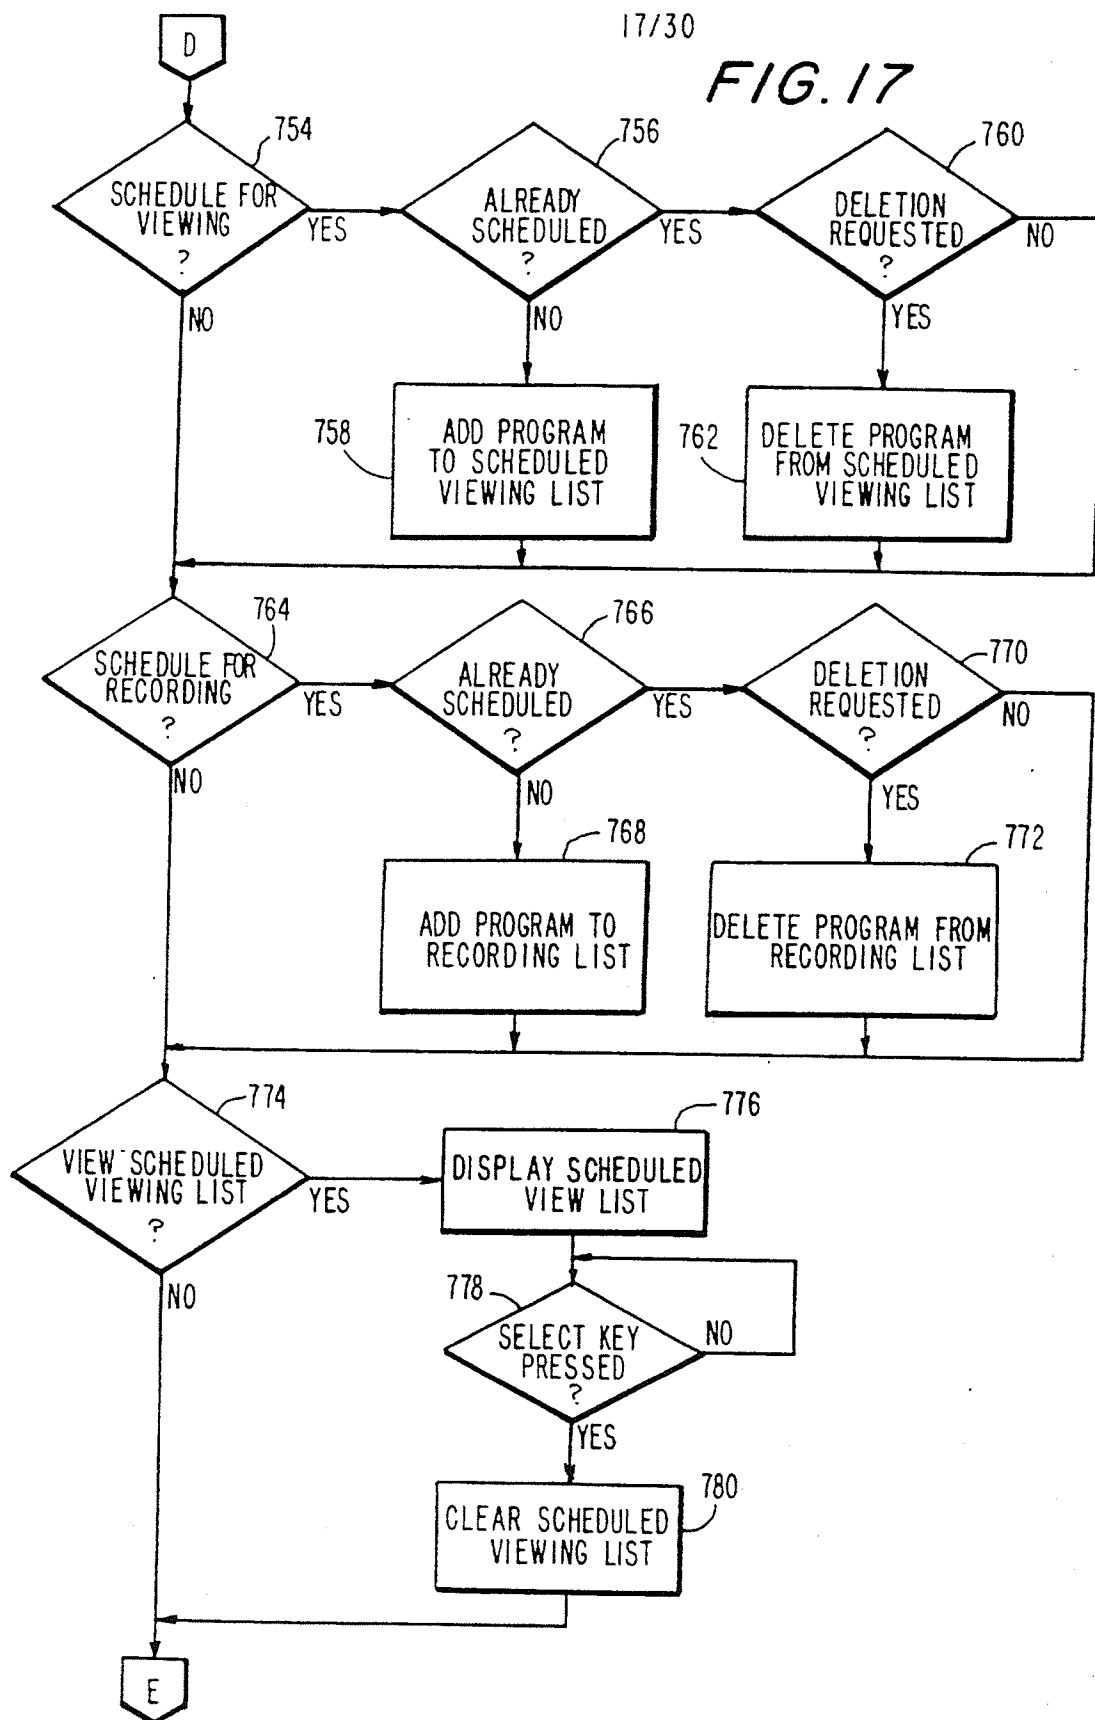 17/30
FIG. 17
D
754
SCHEDULE FOR
VIEWING
?
YES
NO
756
ALREADY
SCHEDULED
?
YES
NO
760
DELETION
REQUESTED
?
NO
YES
758
ADD PROGRAM
TO SCHEDULED
VIEWING LIST
762
DELETE PROGRAM
FROM SCHEDULED
VIEWING LIST
764
SCHEDULE FOR
RECORDING
?
YES
NO
766
ALREADY
SCHEDULED
?
YES
NO
770
DELETION
REQUESTED
?
NO
YES
768
ADD PROGRAM TO
RECORDING LIST
772
DELETE PROGRAM FROM
RECORDING LIST
774
VIEW SCHEDULED
VIEWING LIST
?
YES
NO
776
DISPLAY SCHEDULED
VIEW LIST
778
SELECT KEY
PRESSED
?
NO
YES
780
CLEAR SCHEDULED
VIEWING LIST
E